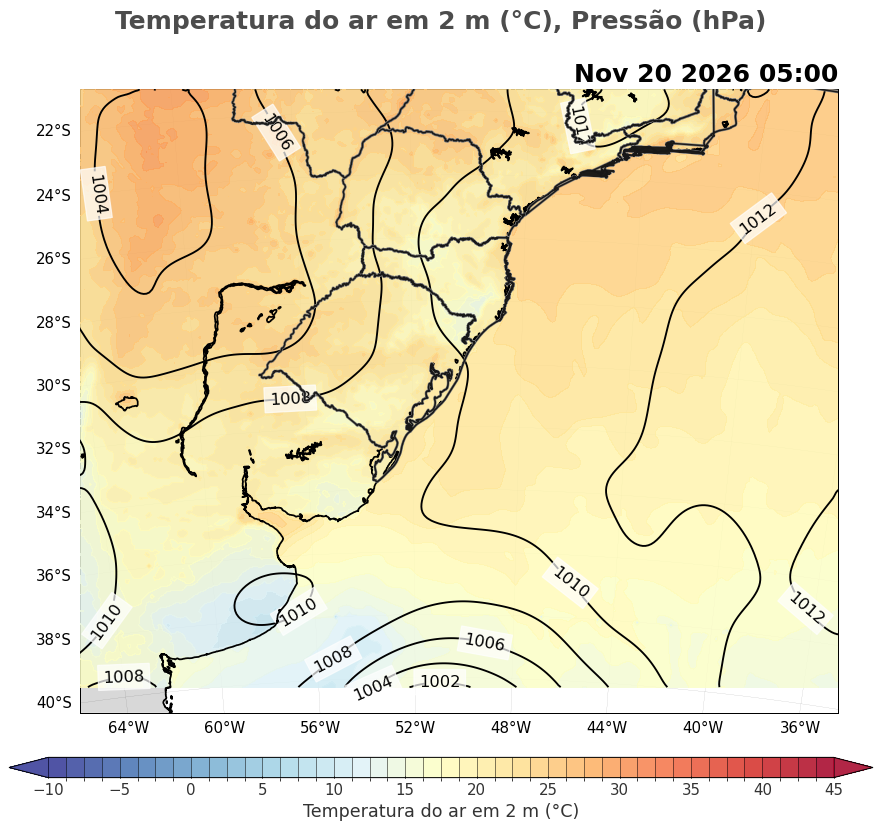 Temperatura do ar em 2 m (°C), Pressão (hPa)
Nov 20 2026 05:00
22°S
24°S
26°S
28°S
30°S
32°S
34°S
36°S
38°S
40°S
1006
1004
1012
1008
1010
1010
1010
1012
1008
1006
1008
1004
1002
64°W
60°W
56°W
52°W
48°W
44°W
40°W
36°W
−10
−5
0
5
10
15
20
25
30
35
40
45
Temperatura do ar em 2 m (°C)